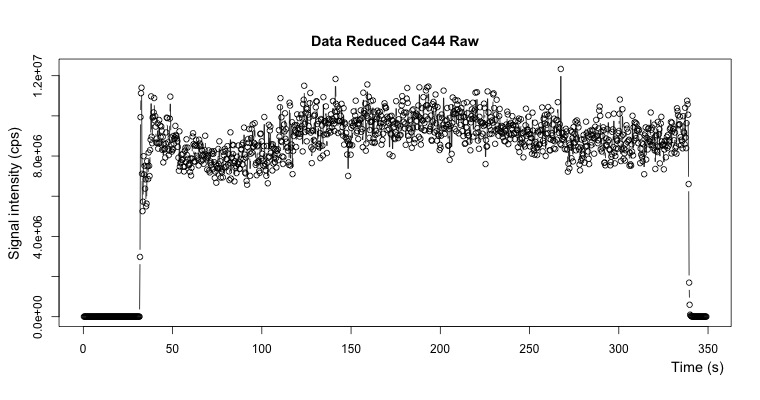 Data Reduced Ca44 Raw
Signal intensity (cps)
1.2e+07
8.0e+06
4.0e+06
0.0e+00
0 50 100 150 200 250 300 350
Time (s)